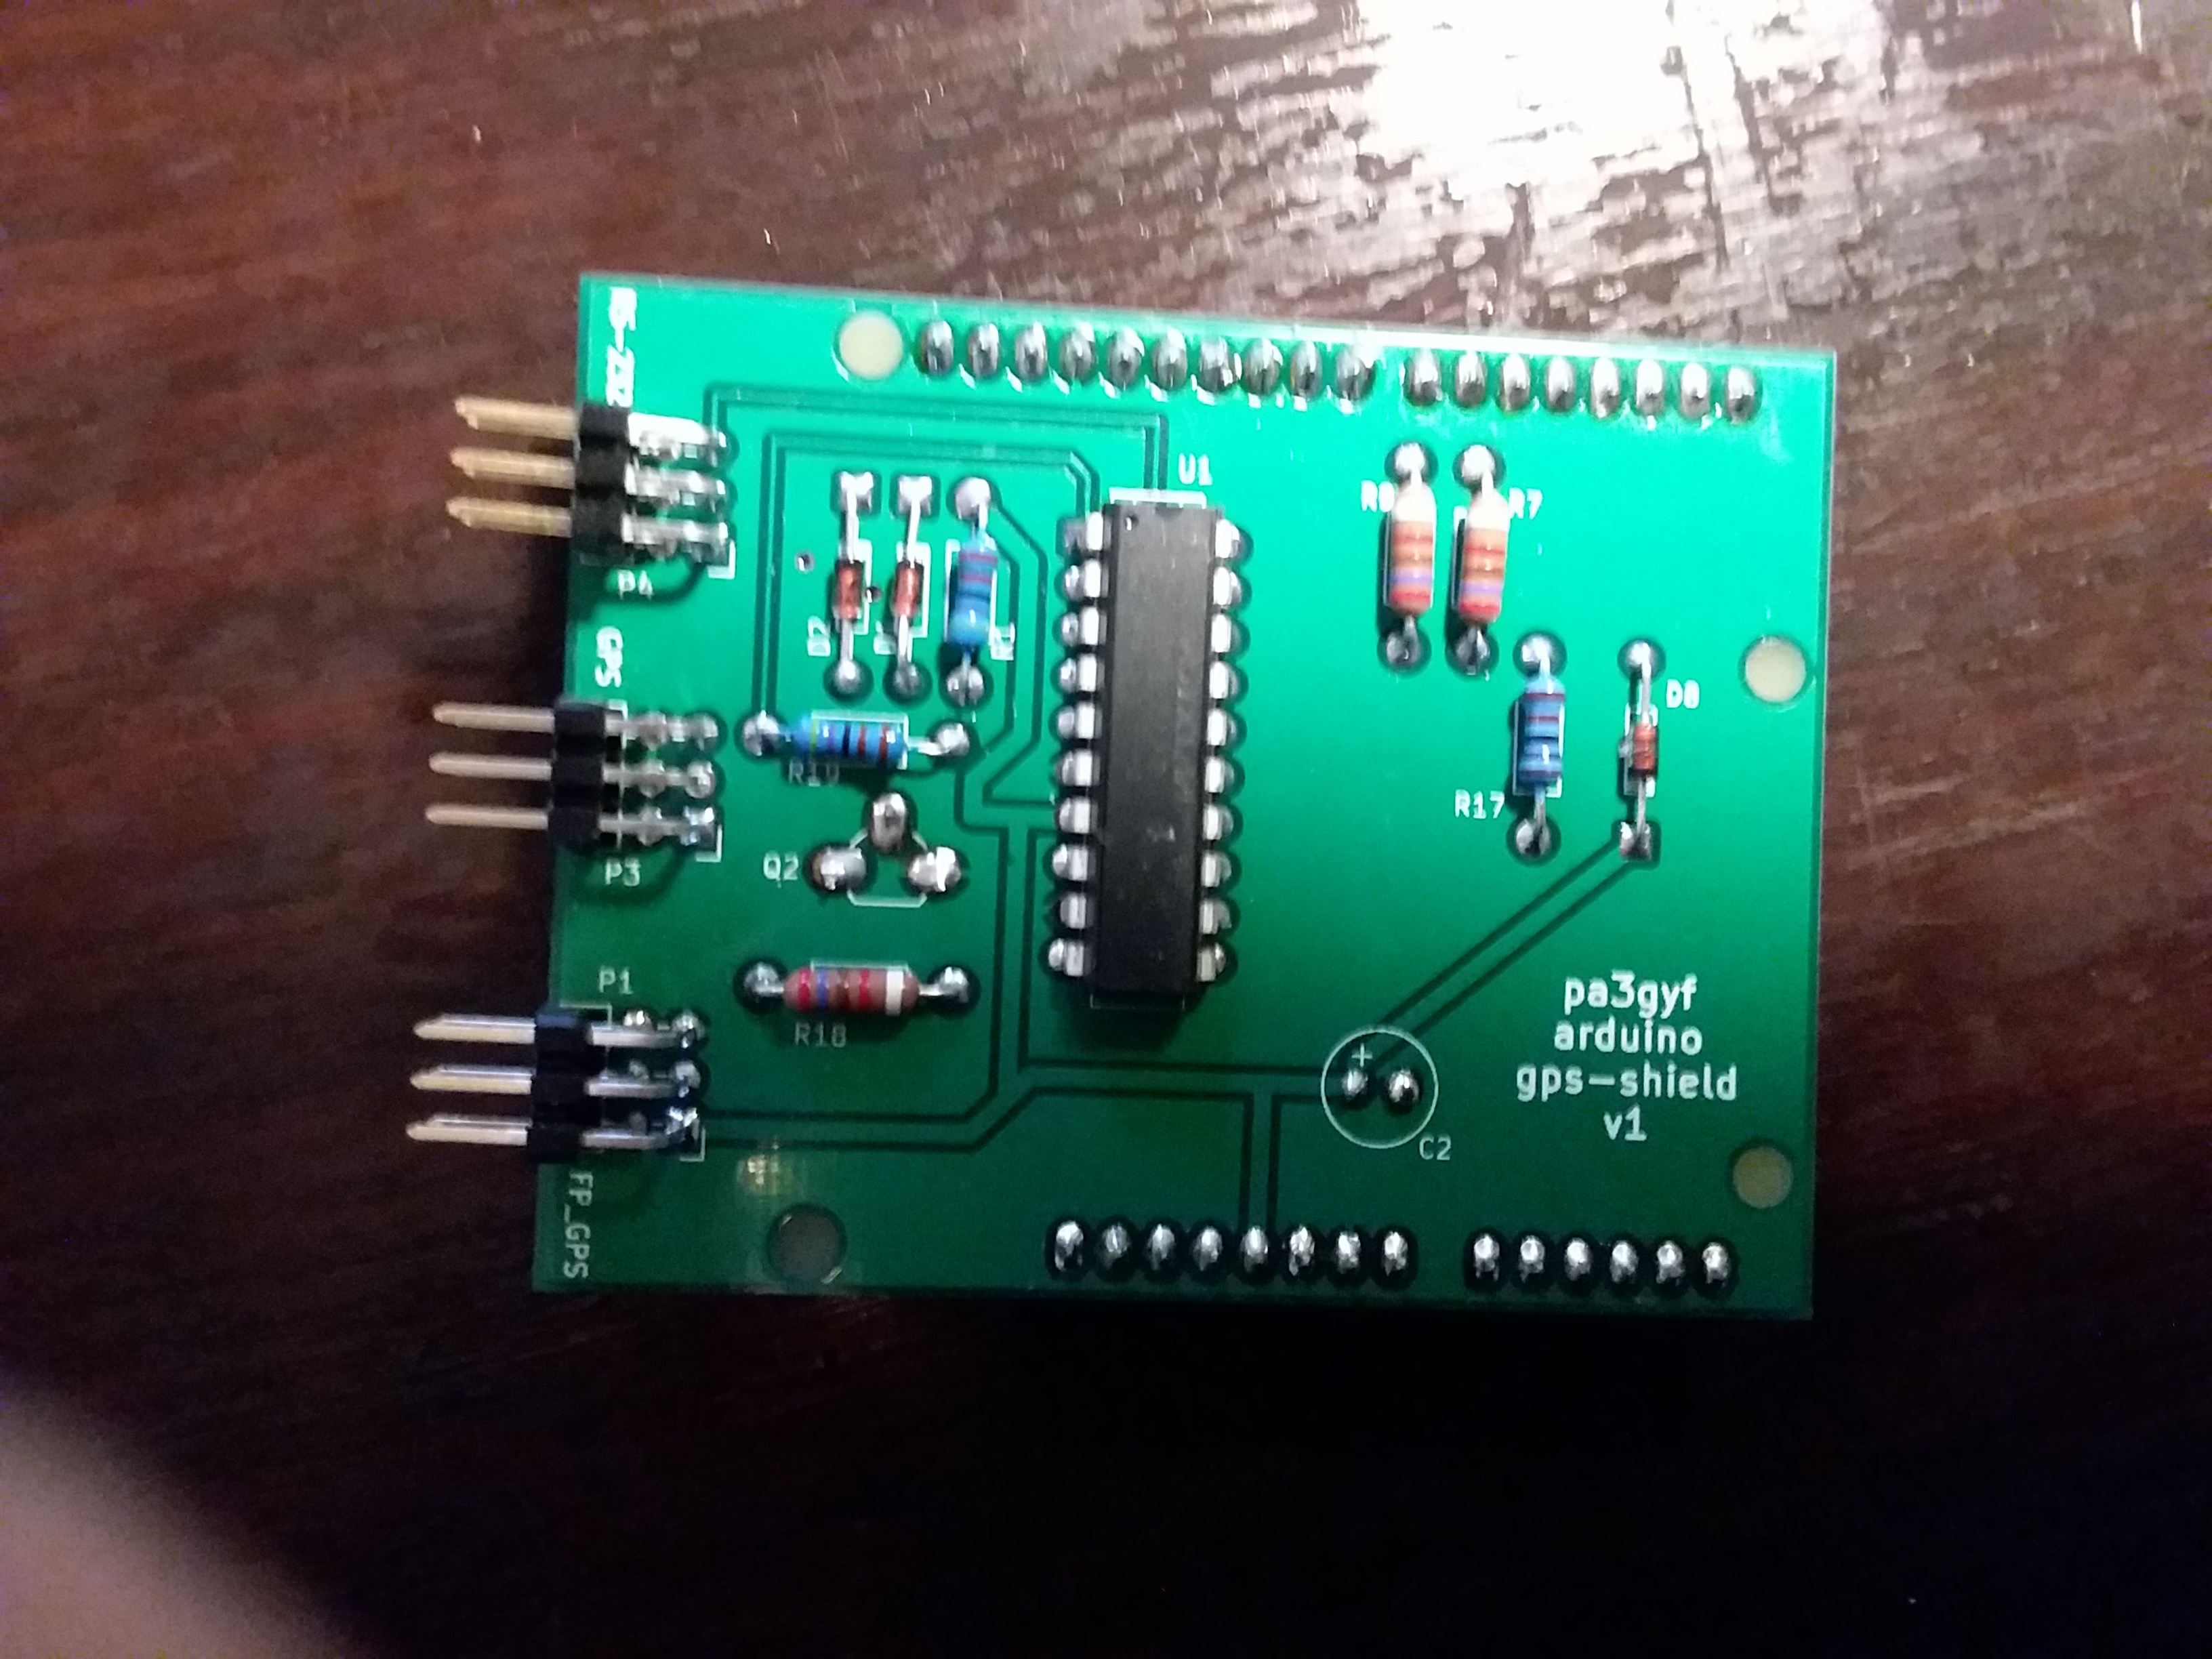 RS-232
U1
R7
P4
GPS
D8
R19
R17
Q2
P3
P1
R18
pa3gyf
arduino
gps-shield
v1
+
C2
FP_GPS